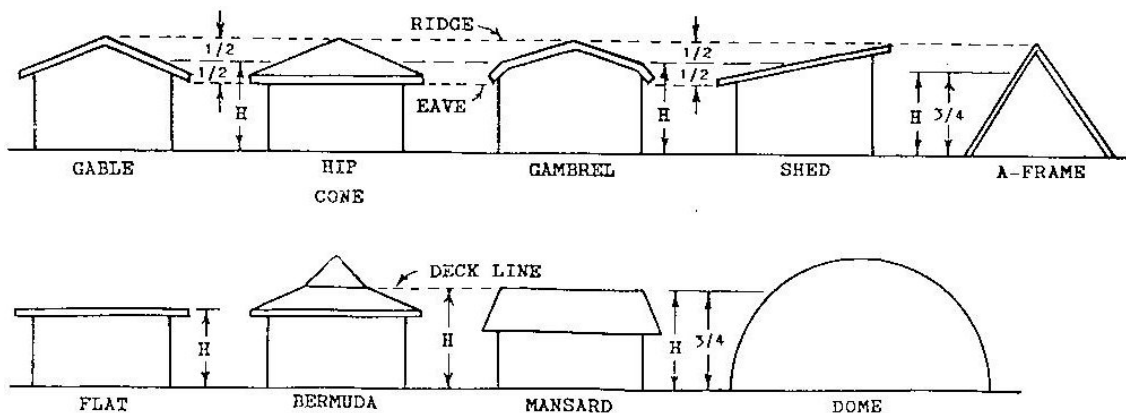 RIDGE
1/2
1/2
H
EAVE
1/2
1/2
H
H
3/4
GABLE
HIP
CONE
GAMBREL
SHED
A-FRAME
DECK LINE
H
H
H
3/4
FLAT
BERMUDA
MANSARD
DOME